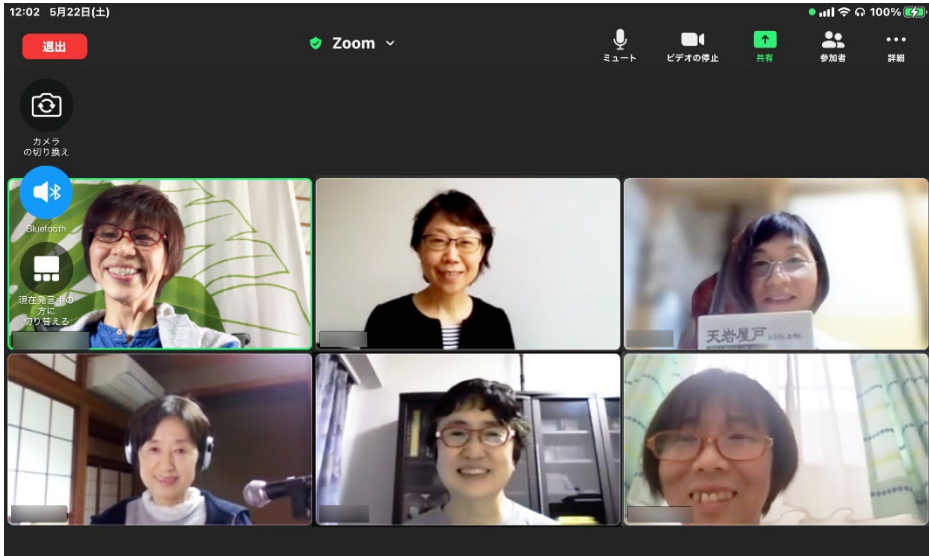 12:02 5月22日(土)
100%
退出
Zoom
ミュート
ビデオの停止
共有
参加者
詳細
カメラ
の切り換え
Bluetooth
現在発言中の
方に
切り替える
天岩屋戸